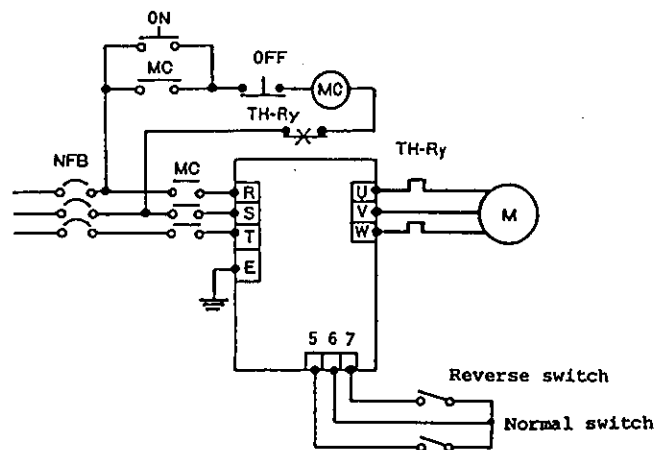 ON
MC
OFF
MC
TH-Ry
NFB
MC
TH-Ry
R
S
T
E
U
V
W
M
5 6 7
Reverse switch
Normal switch